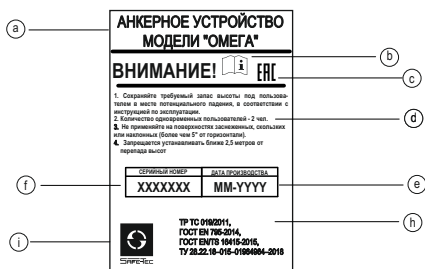 АНКЕРНОЕ УСТРОЙСТВО
МОДЕЛИ "ОМЕГА"
ВНИМАНИЕ! i EAC
1. Сохраняйте требуемый запас высоты под пользова-
телем в месте потенциального падения, в соответствии с
инструкцией по эксплуатации.
2. Количество одновременных пользователей - 2 чел.
3. Не применяйте на поверхностях заснеженных, скользких
или наклонных (более чем 5° от горизонтали).
4. Запрещается устанавливать ближе 2,5 метров от
перепада высот
СЕРИЙНЫЙ НОМЕР ДАТА ПРОИЗВОДСТВА
XXXXXXX MM-YYYY
ТР ТС 019/2011,
ГОСТ EN 795-2014,
ГОСТ EN/TS 16415-2015,
ТУ 28.22.18-015-01984964-2018
SAFE-TEC
a
b
c
d
e
f
h
i